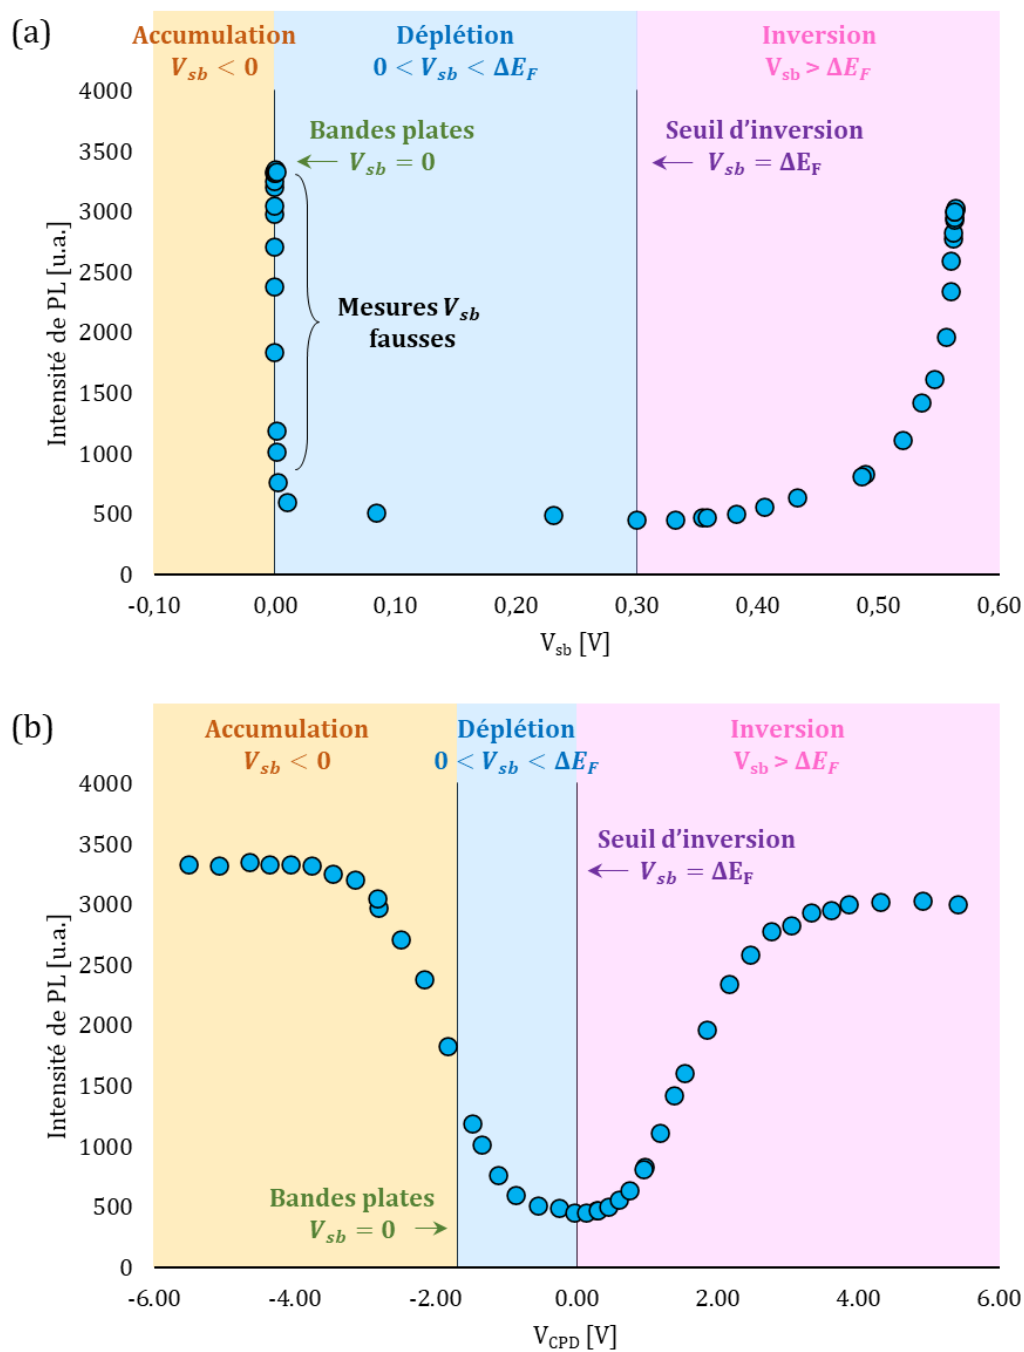 (a)
Accumulation
Déplétion
Inversion
V_sb < 0
0 < V_sb < ΔE_F
V_sb > ΔE_F
4000
Bandes plates
Seuil d'inversion
3500
← V_sb = 0
← V_sb = ΔE_F
3000
2500
Mesures V_sb
fausses
2000
1500
1000
500
0
Intensité de PL [u.a.]
-0,10 0,00 0,10 0,20 0,30 0,40 0,50 0,60
V_sb [V]
(b)
Accumulation
Déplétion
Inversion
V_sb < 0
0 < V_sb < ΔE_F
V_sb > ΔE_F
4000
Seuil d'inversion
3500
← V_sb = ΔE_F
3000
2500
2000
1500
1000
Bandes plates
500
V_sb = 0 →
0
Intensité de PL [u.a.]
-6.00 -4.00 -2.00 0.00 2.00 4.00 6.00
V_CPD [V]